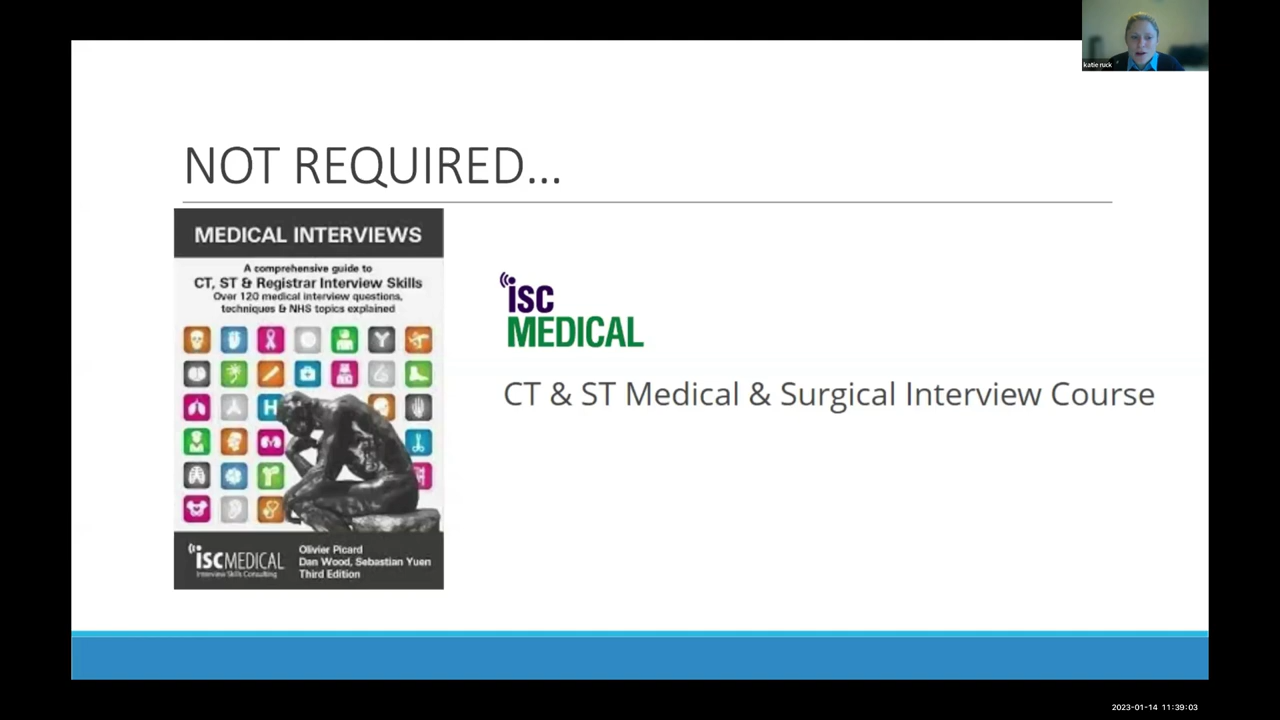 katie ruck
NOT REQUIRED...
MEDICAL INTERVIEWS
A comprehensive guide to
CT, ST & Registrar Interview Skills
Over 120 medical interview questions,
techniques & NHS topics explained
H
iscMEDICAL
Interview Skills Consulting
Olivier Picard
Dan Wood, Sebastian Yuen
Third Edition
isc
MEDICAL
CT & ST Medical & Surgical Interview Course
2023-01-14 11:39:03